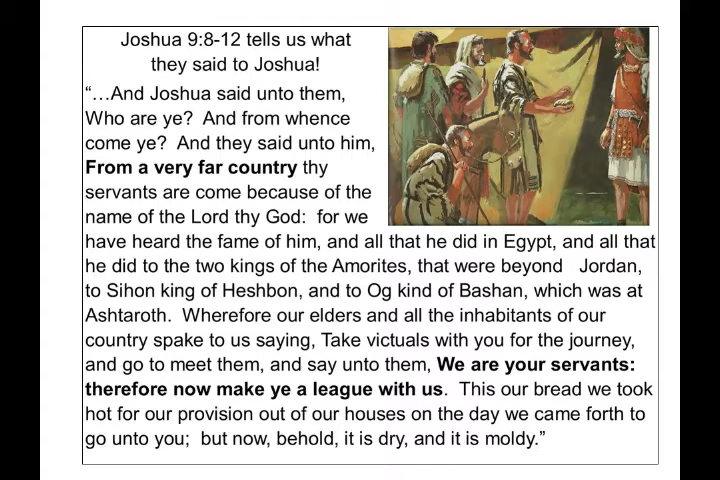 Joshua 9:8-12 tells us what
they said to Joshua!
“…And Joshua said unto them,
Who are ye?  And from whence
come ye?  And they said unto him,
From a very far country thy
servants are come because of the
name of the Lord thy God:  for we
have heard the fame of him, and all that he did in Egypt, and all that
he did to the two kings of the Amorites, that were beyond   Jordan,
to Sihon king of Heshbon, and to Og kind of Bashan, which was at
Ashtaroth.  Wherefore our elders and all the inhabitants of our
country spake to us saying, Take victuals with you for the journey,
and go to meet them, and say unto them, We are your servants:
therefore now make ye a league with us.  This our bread we took
hot for our provision out of our houses on the day we came forth to
go unto you;  but now, behold, it is dry, and it is moldy.”